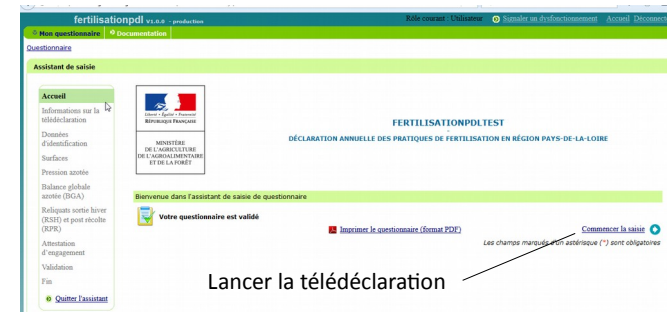 fertilisationpdl v1.0.0 - production
Rôle courant : Utilisateur Signaler un dysfonctionnement Accueil Déconnect
Mon questionnaire Documentation
Questionnaire
Assistant de saisie
Accueil
Informations sur la
télédéclaration
Données
d'identification
Surfaces
Pression azotée
Balance globale
azotée (BGA)
Reliquats sortie hiver
(RSH) et post récolte
(RPR)
Attestation
d'engagement
Validation
Fin
Quitter l'assistant
Liberté • Égalité • Fraternité
RÉPUBLIQUE FRANÇAISE
MINISTÈRE
DE L'AGRICULTURE
DE L'AGROALIMENTAIRE
ET DE LA FORÊT
FERTILISATIONPDLTEST
-
DÉCLARATION ANNUELLE DES PRATIQUES DE FERTILISATION EN RÉGION PAYS-DE-LA-LOIRE
Bienvenue dans l'assistant de saisie de questionnaire
Votre questionnaire est validé
Imprimer le questionnaire (format PDF)
Commencer la saisie
Les champs marqués d'un astérisque (*) sont obligatoires
Lancer la télédéclaration